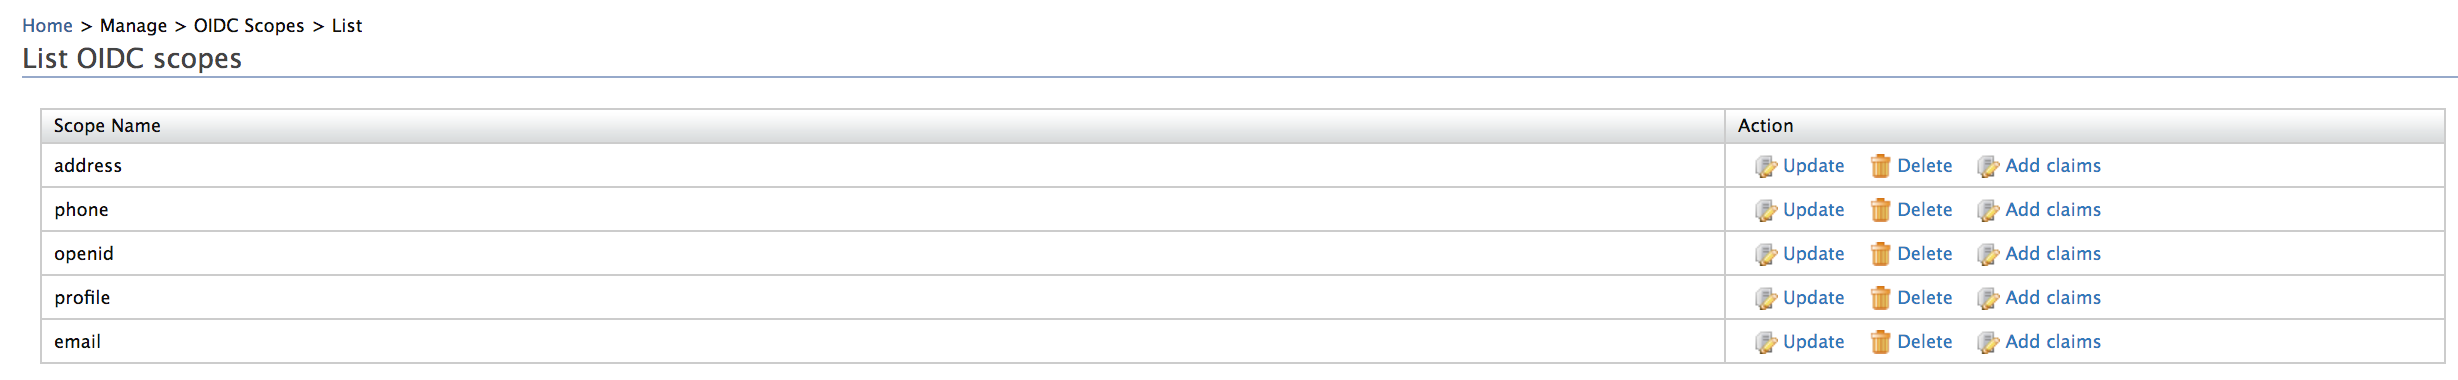 Home > Manage > OIDC Scopes > List
List OIDC scopes
Scope Name Action
address Update Delete Add claims
phone Update Delete Add claims
openid Update Delete Add claims
profile Update Delete Add claims
email Update Delete Add claims